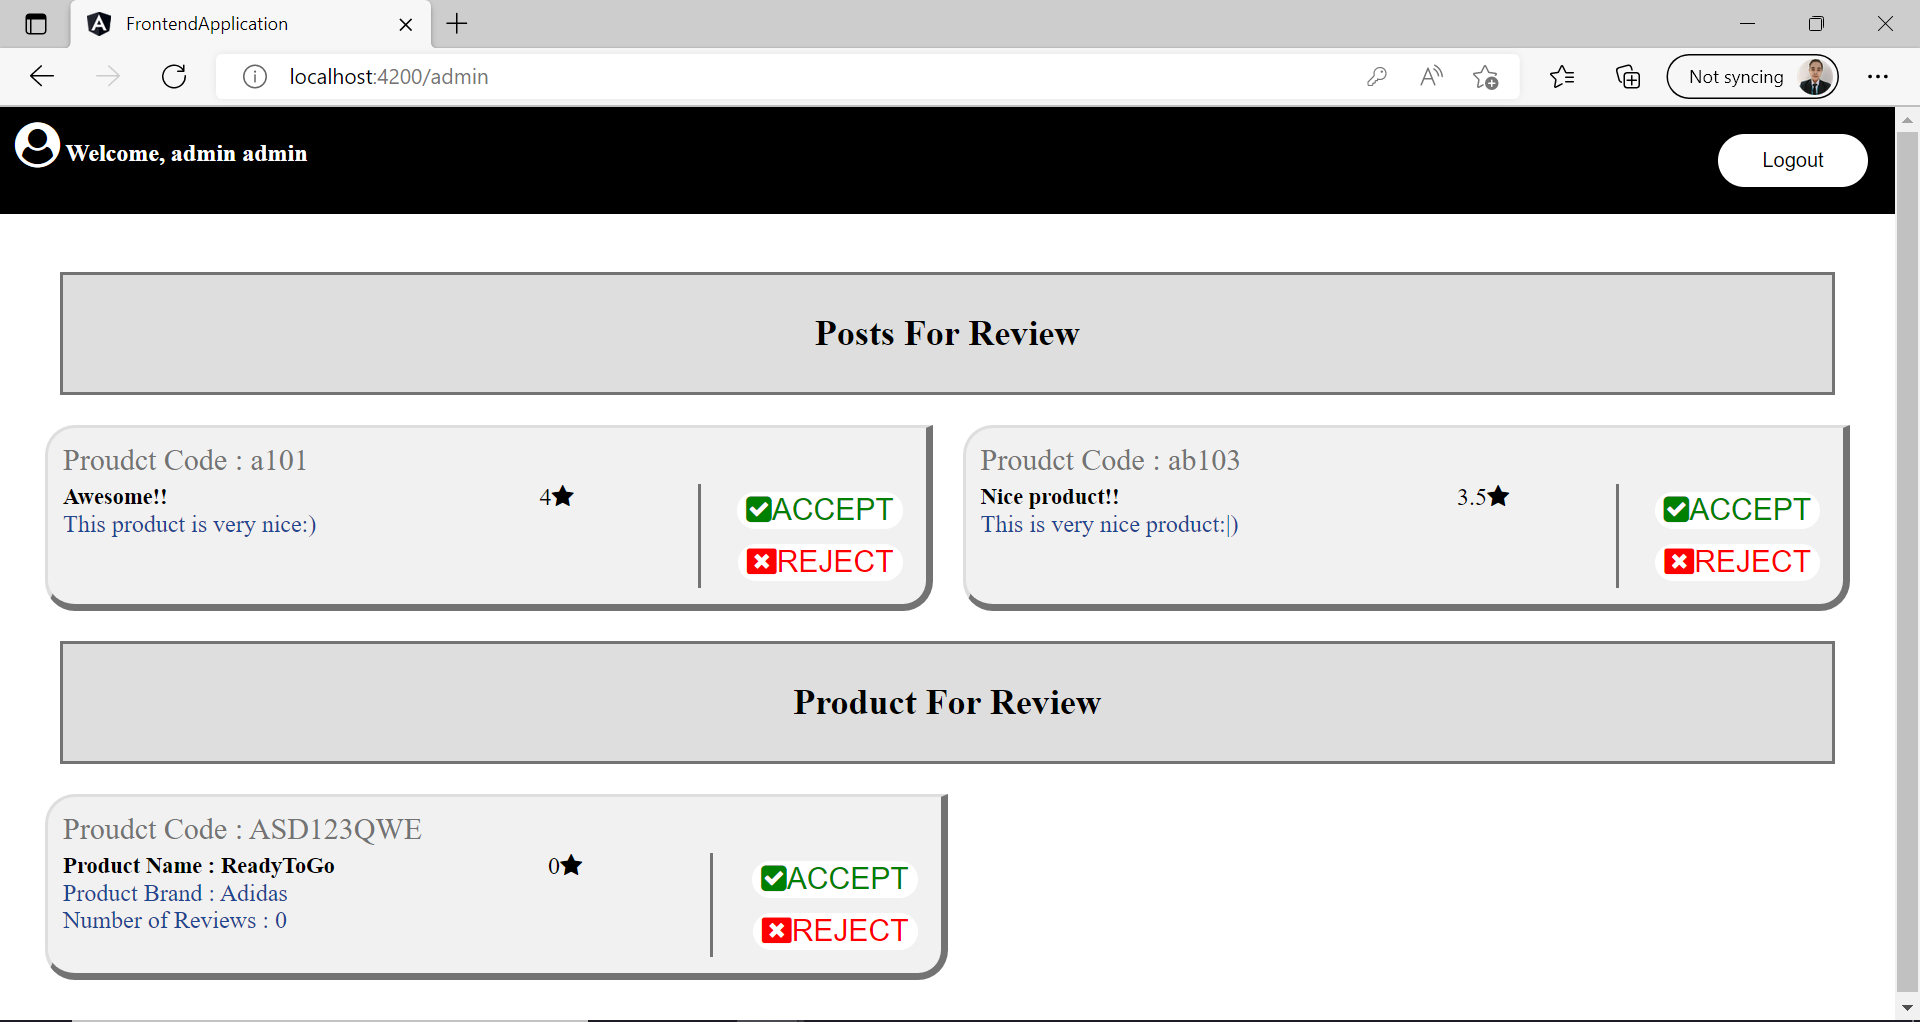 FrontendApplication
localhost:4200/admin
Not syncing
Welcome, admin admin
Logout
Posts For Review
Proudct Code : a101
Awesome!!
4
This product is very nice:)
ACCEPT
REJECT
Proudct Code : ab103
Nice product!!
3.5
This is very nice product:|)
ACCEPT
REJECT
Product For Review
Proudct Code : ASD123QWE
Product Name : ReadyToGo
0
Product Brand : Adidas
Number of Reviews : 0
ACCEPT
REJECT